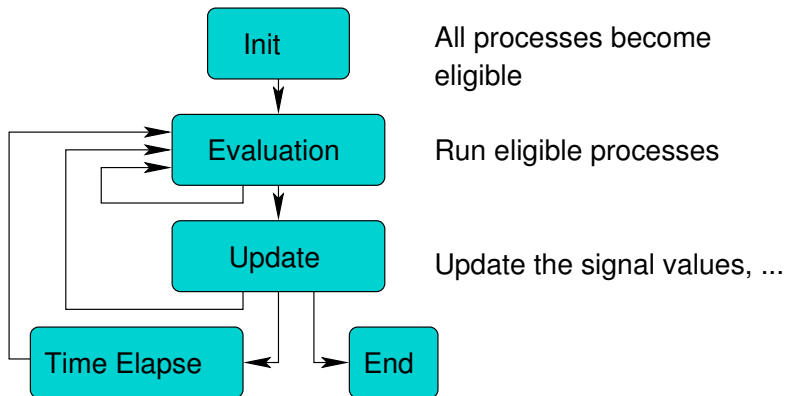 Init
All processes become
eligible
Evaluation
Run eligible processes
Update
Update the signal values, ...
Time Elapse
End